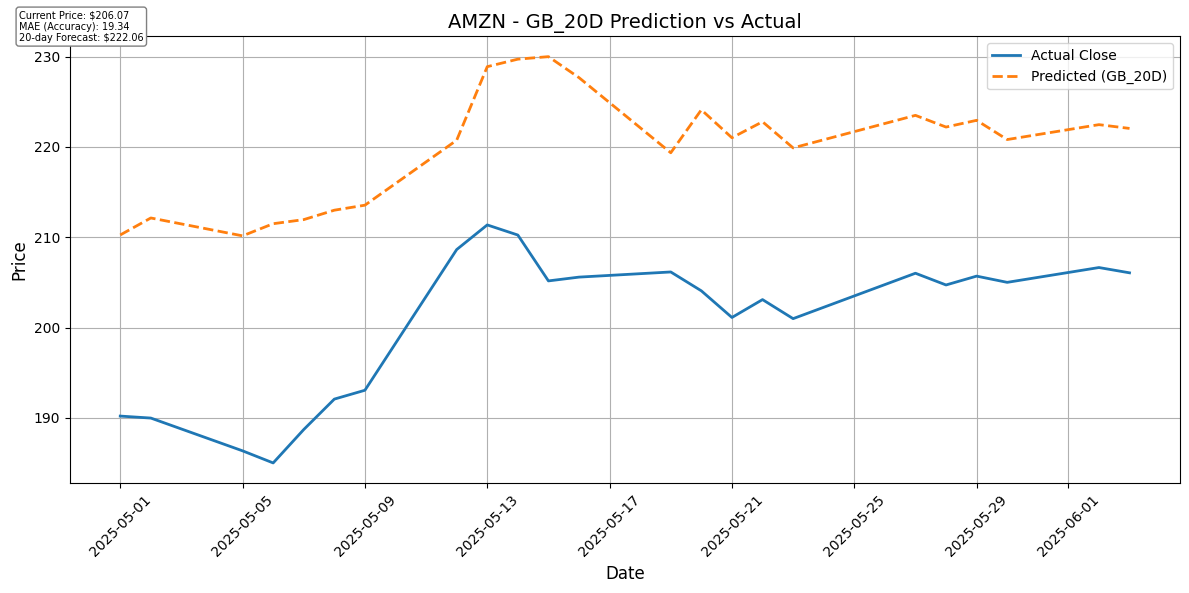 AMZN - GB_20D Prediction vs Actual
Current Price: $206.07
MAE (Accuracy): 19.34
20-day Forecast: $222.06
Actual Close
Predicted (GB_20D)
230
220
210
200
190
Price
2025-05-01
2025-05-05
2025-05-09
2025-05-13
2025-05-17
2025-05-21
2025-05-25
2025-05-29
2025-06-01
Date